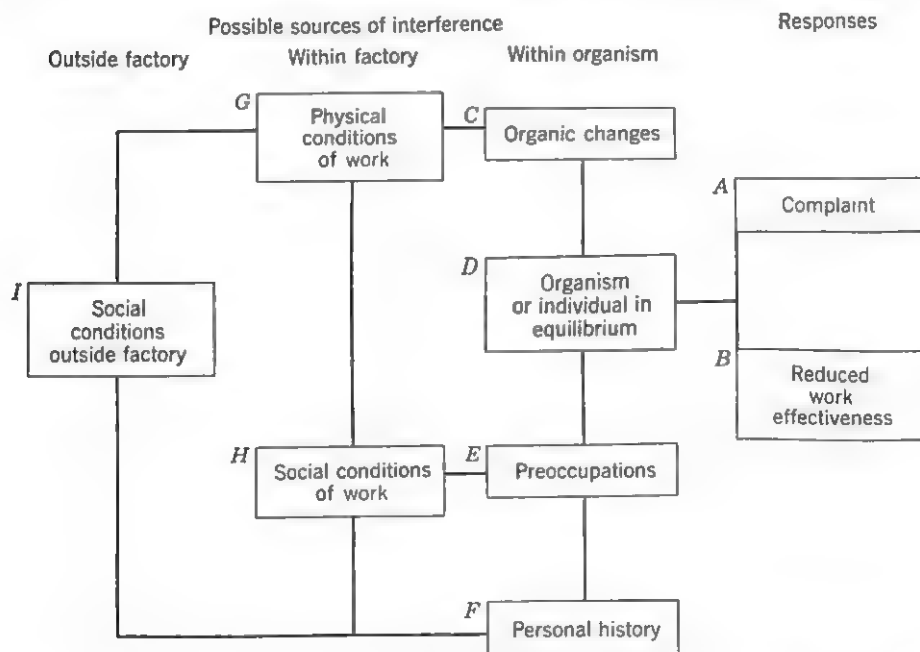 Possible sources of interference
Responses
Outside factory
Within factory
Within organism
G
Physical
conditions
of work
C
Organic changes
A
Complaint
D
Organism
or individual in
equilibrium
I
Social
conditions
outside factory
B
Reduced
work
effectiveness
H
Social conditions
of work
E
Preoccupations
F
Personal history